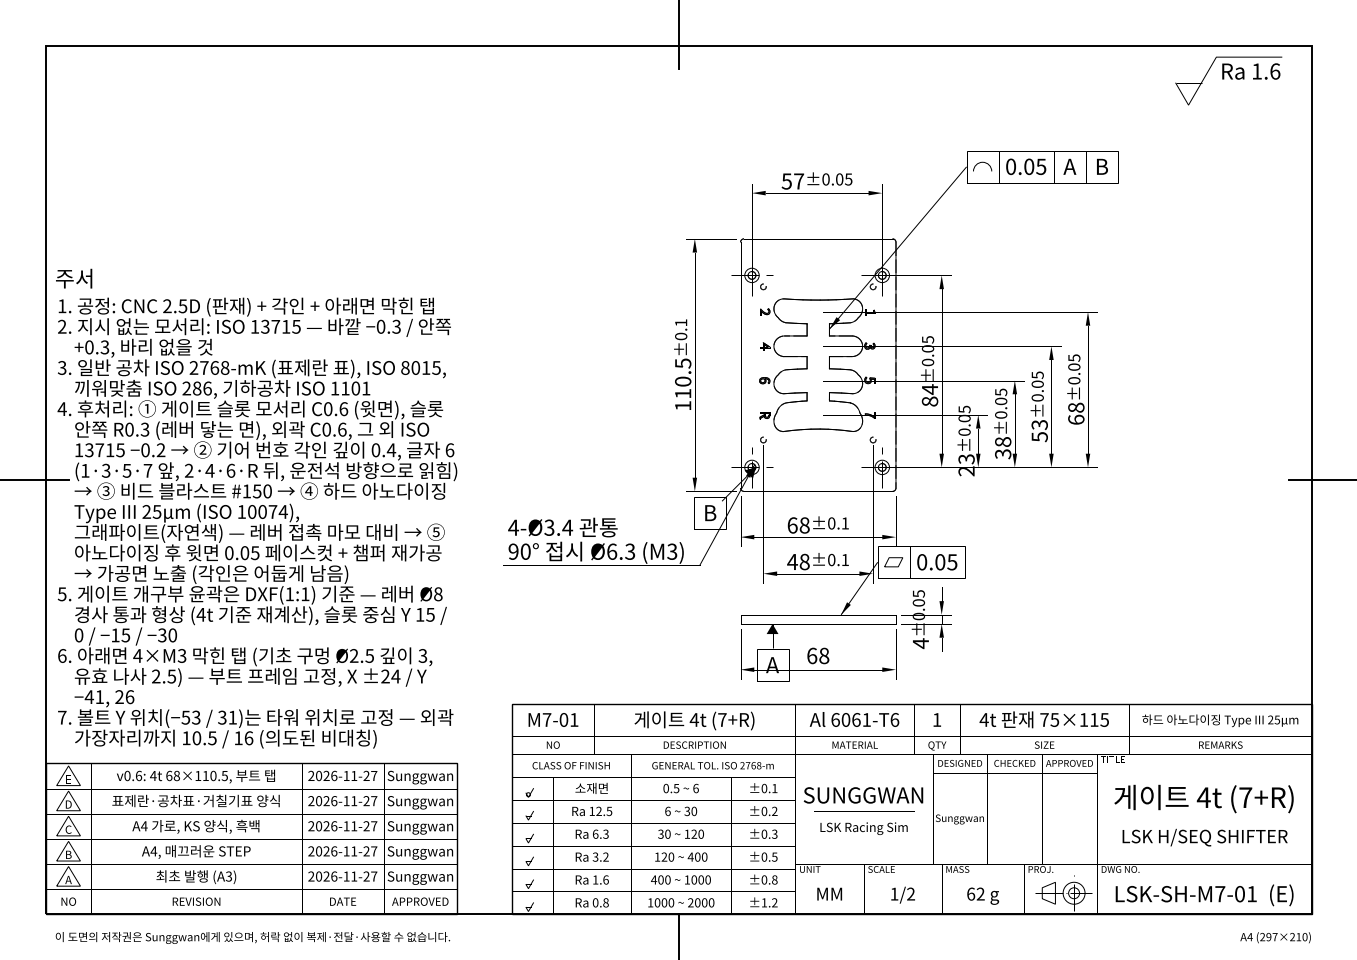 Ra 1.6
0.05 A B
57±0.05
주서
1. 공정: CNC 2.5D (판재) + 각인 + 아래면 막힌 탭
2. 지시 없는 모서리: ISO 13715 — 바깥 −0.3 / 안쪽
+0.3, 바리 없을 것
3. 일반 공차 ISO 2768-mK (표제란 표), ISO 8015,
끼워맞춤 ISO 286, 기하공차 ISO 1101
4. 후처리: ① 게이트 슬롯 모서리 C0.6 (윗면), 슬롯
안쪽 R0.3 (레버 닿는 면), 외곽 C0.6, 그 외 ISO
13715 −0.2 → ② 기어 번호 각인 깊이 0.4, 글자 6
(1·3·5·7 앞, 2·4·6·R 뒤, 운전석 방향으로 읽힘)
→ ③ 비드 블라스트 #150 → ④ 하드 아노다이징
Type III 25µm (ISO 10074),
그래파이트(자연색) — 레버 접촉 마모 대비 → ⑤
아노다이징 후 윗면 0.05 페이스컷 + 챔퍼 재가공
→ 가공면 노출 (각인은 어둡게 남음)
5. 게이트 개구부 윤곽은 DXF(1:1) 기준 — 레버 Ø8
경사 통과 형상 (4t 기준 재계산), 슬롯 중심 Y 15 /
0 / −15 / −30
6. 아래면 4×M3 막힌 탭 (기초 구멍 Ø2.5 깊이 3,
유효 나사 2.5) — 부트 프레임 고정, X ±24 / Y
−41, 26
7. 볼트 Y 위치(−53 / 31)는 타워 위치로 고정 — 외곽
가장자리까지 10.5 / 16 (의도된 비대칭)
110.5±0.1
2 1
4 3
6 5
R 7
84±0.05
23±0.05
38±0.05
53±0.05
68±0.05
B
4-Ø3.4 관통
90° 접시 Ø6.3 (M3)
68±0.1
48±0.1
0.05
4±0.05
A
68
M7-01 게이트 4t (7+R) Al 6061-T6 1 4t 판재 75×115 하드 아노다이징 Type III 25µm
NO DESCRIPTION MATERIAL QTY SIZE REMARKS
CLASS OF FINISH GENERAL TOL. ISO 2768-m
소재면 0.5 ~ 6 ±0.1
Ra 12.5 6 ~ 30 ±0.2
Ra 6.3 30 ~ 120 ±0.3
Ra 3.2 120 ~ 400 ±0.5
Ra 1.6 400 ~ 1000 ±0.8
Ra 0.8 1000 ~ 2000 ±1.2
SUNGGWAN
LSK Racing Sim
DESIGNED CHECKED APPROVED
Sunggwan
TITLE
게이트 4t (7+R)
LSK H/SEQ SHIFTER
UNIT SCALE MASS PROJ. DWG NO.
MM 1/2 62 g LSK-SH-M7-01 (E)
E v0.6: 4t 68×110.5, 부트 탭 2026-11-27 Sunggwan
D 표제란·공차표·거칠기표 양식 2026-11-27 Sunggwan
C A4 가로, KS 양식, 흑백 2026-11-27 Sunggwan
B A4, 매끄러운 STEP 2026-11-27 Sunggwan
A 최초 발행 (A3) 2026-11-27 Sunggwan
NO REVISION DATE APPROVED
이 도면의 저작권은 Sunggwan에게 있으며, 허락 없이 복제·전달·사용할 수 없습니다.
A4 (297×210)